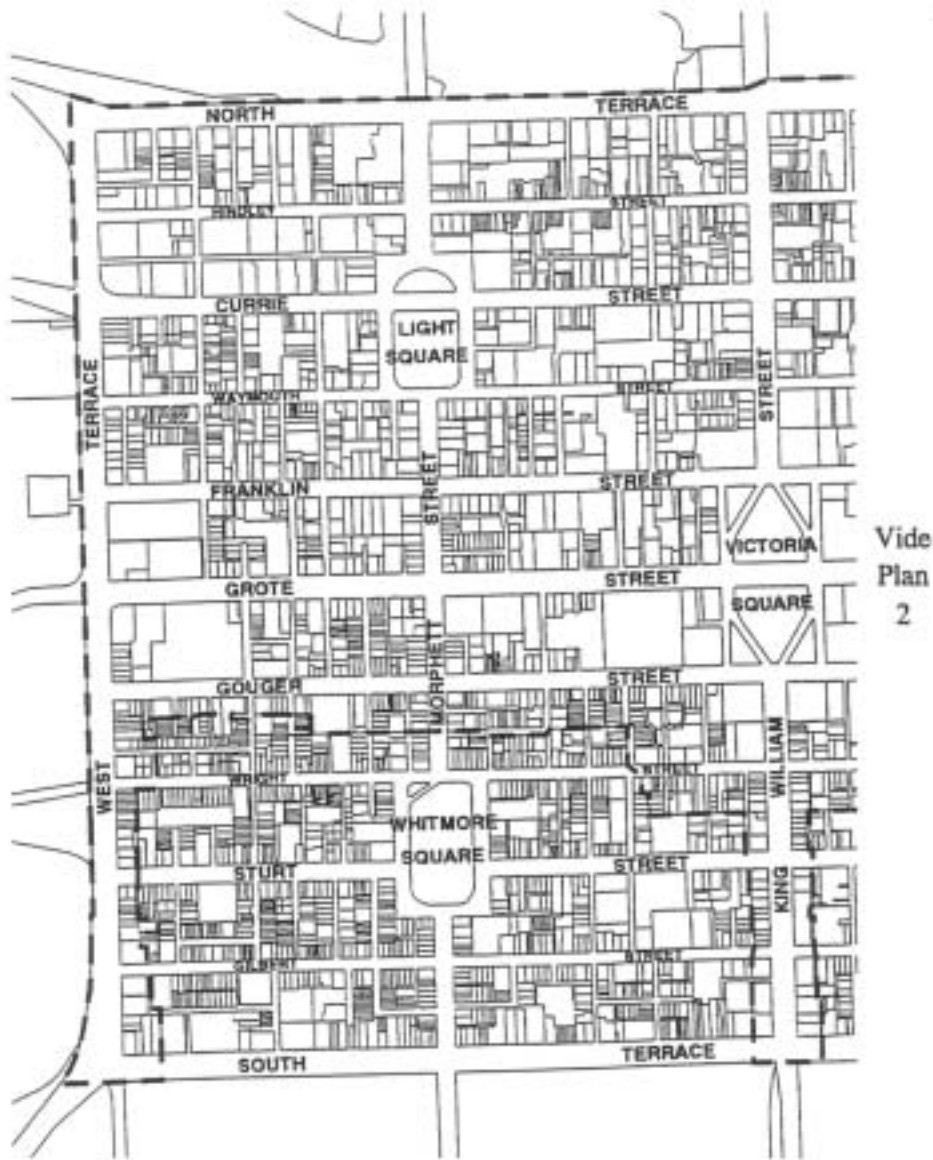 NORTH TERRACE
HINDLEY STREET
CURRIE STREET
LIGHT
SQUARE
WAYMOUTH STREET
TERRACE
STREET
FRANKLIN STREET
STREET
VICTORIA
Vide
Plan
2
GROTE STREET
SQUARE
MORPHETT
GOUGER STREET
WILLIAM
WEST
WRIGHT STREET
WHITMORE
SQUARE
STURT STREET
KING
GILBERT STREET
SOUTH TERRACE